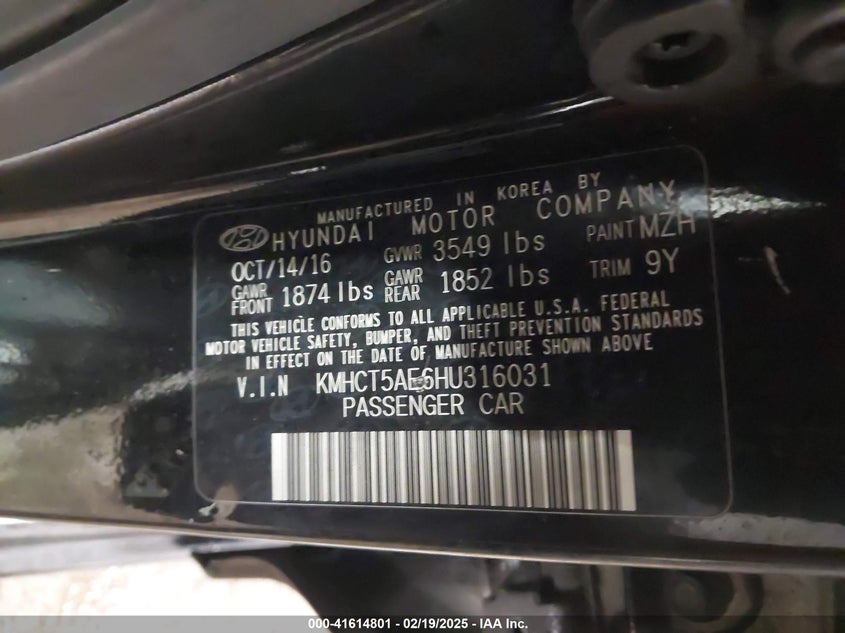 MANUFACTURED IN KOREA BY
HYUNDAI MOTOR COMPANY
OCT/14/16 GVWR 3549 lbs PAINT MZH
GAWR FRONT 1874 lbs GAWR REAR 1852 lbs TRIM 9Y
THIS VEHICLE CONFORMS TO ALL APPLICABLE U.S.A. FEDERAL
MOTOR VEHICLE SAFETY, BUMPER, AND THEFT PREVENTION STANDARDS
IN EFFECT ON THE DATE OF MANUFACTURE SHOWN ABOVE
V.I.N KMHCT5AE6HU316031
PASSENGER CAR
000-41614801 - 02/19/2025 - IAA Inc.